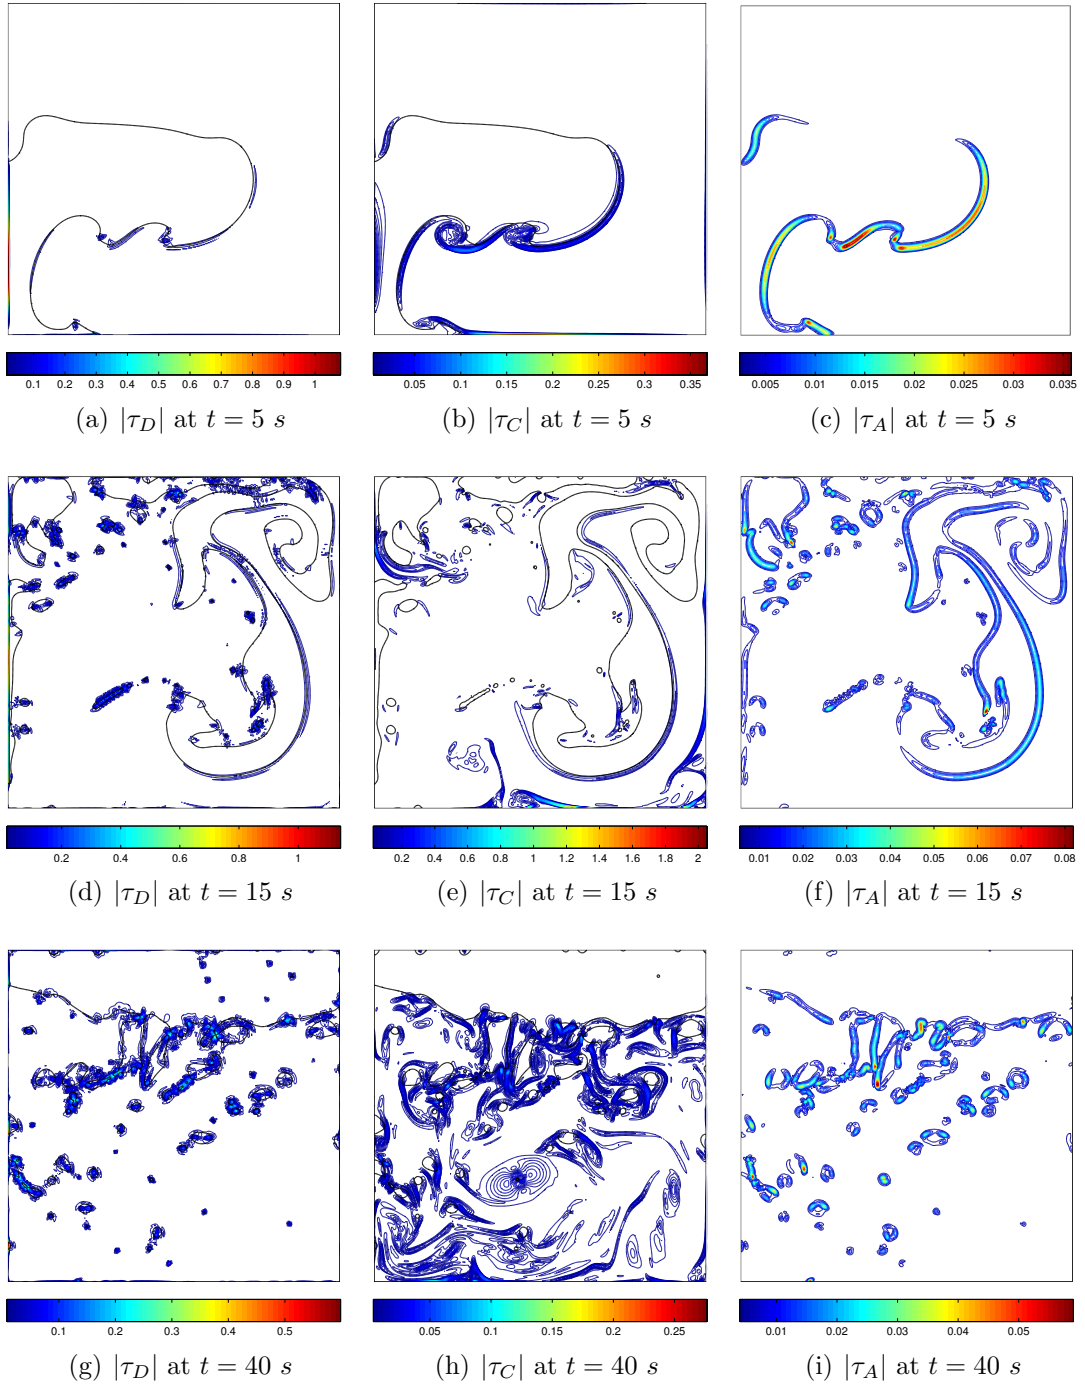 0.1 0.2 0.3 0.4 0.5 0.6 0.7 0.8 0.9 1
0.05 0.1 0.15 0.2 0.25 0.3 0.35
0.005 0.01 0.015 0.02 0.025 0.03 0.035
(a) |τ_D| at t = 5 s
(b) |τ_C| at t = 5 s
(c) |τ_A| at t = 5 s
0.2 0.4 0.6 0.8 1
0.2 0.4 0.6 0.8 1 1.2 1.4 1.6 1.8 2
0.01 0.02 0.03 0.04 0.05 0.06 0.07 0.08
(d) |τ_D| at t = 15 s
(e) |τ_C| at t = 15 s
(f) |τ_A| at t = 15 s
0.1 0.2 0.3 0.4 0.5
0.05 0.1 0.15 0.2 0.25
0.01 0.02 0.03 0.04 0.05
(g) |τ_D| at t = 40 s
(h) |τ_C| at t = 40 s
(i) |τ_A| at t = 40 s